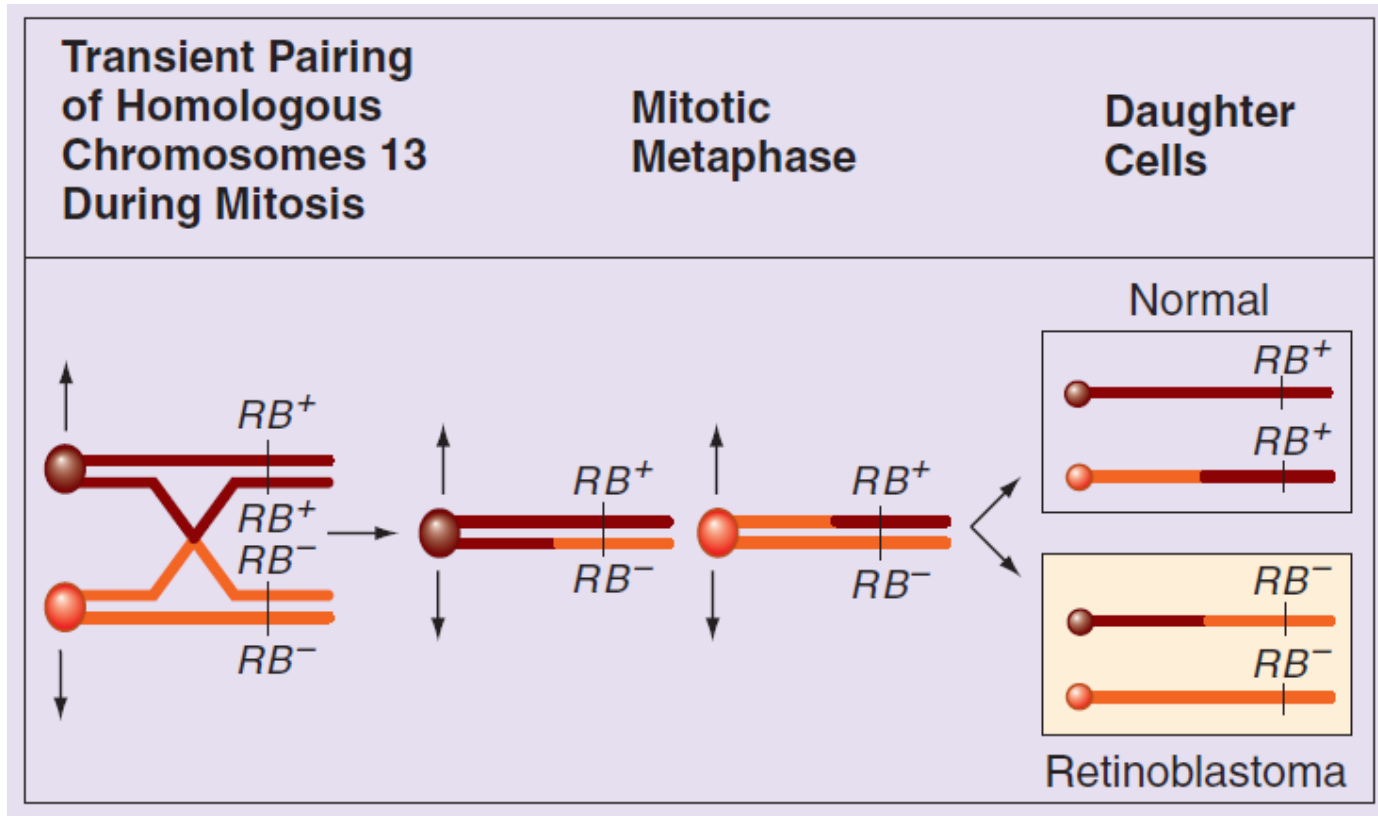 Transient Pairing
of Homologous
Chromosomes 13
During Mitosis
Mitotic
Metaphase
Daughter
Cells
RB⁺
RB⁺
RB⁻
RB⁻
RB⁺
RB⁻
RB⁺
RB⁻
Normal
RB⁺
RB⁺
RB⁻
RB⁻
Retinoblastoma